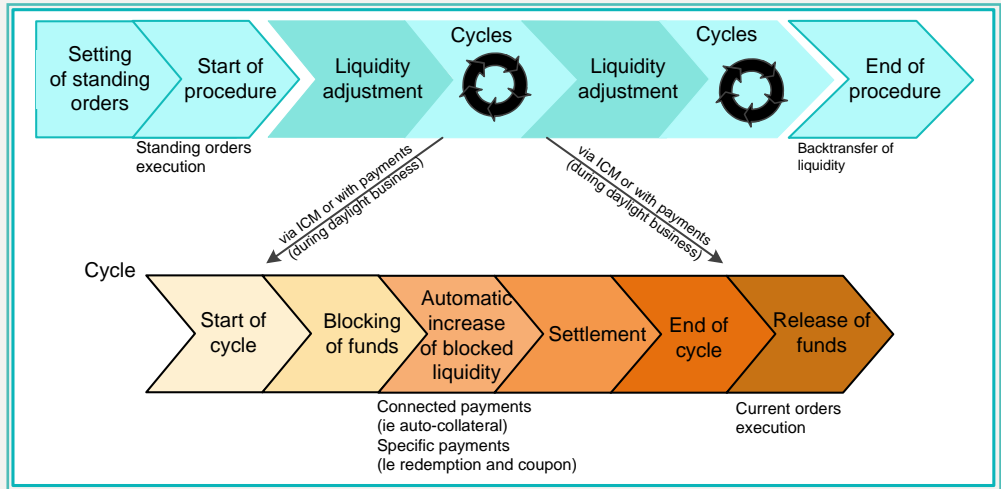 Setting
of standing
orders
Start of
procedure
Liquidity
adjustment
Cycles
Liquidity
adjustment
Cycles
End of
procedure
Standing orders
execution
Backtransfer of
liquidity
via ICM or with payments
(during daylight business)
via ICM or with payments
(during daylight business)
Cycle
Start of
cycle
Blocking
of funds
Automatic
increase
of blocked
liquidity
Settlement
End of
cycle
Release of
funds
Connected payments
(ie auto-collateral)
Specific payments
(Ie redemption and coupon)
Current orders
execution